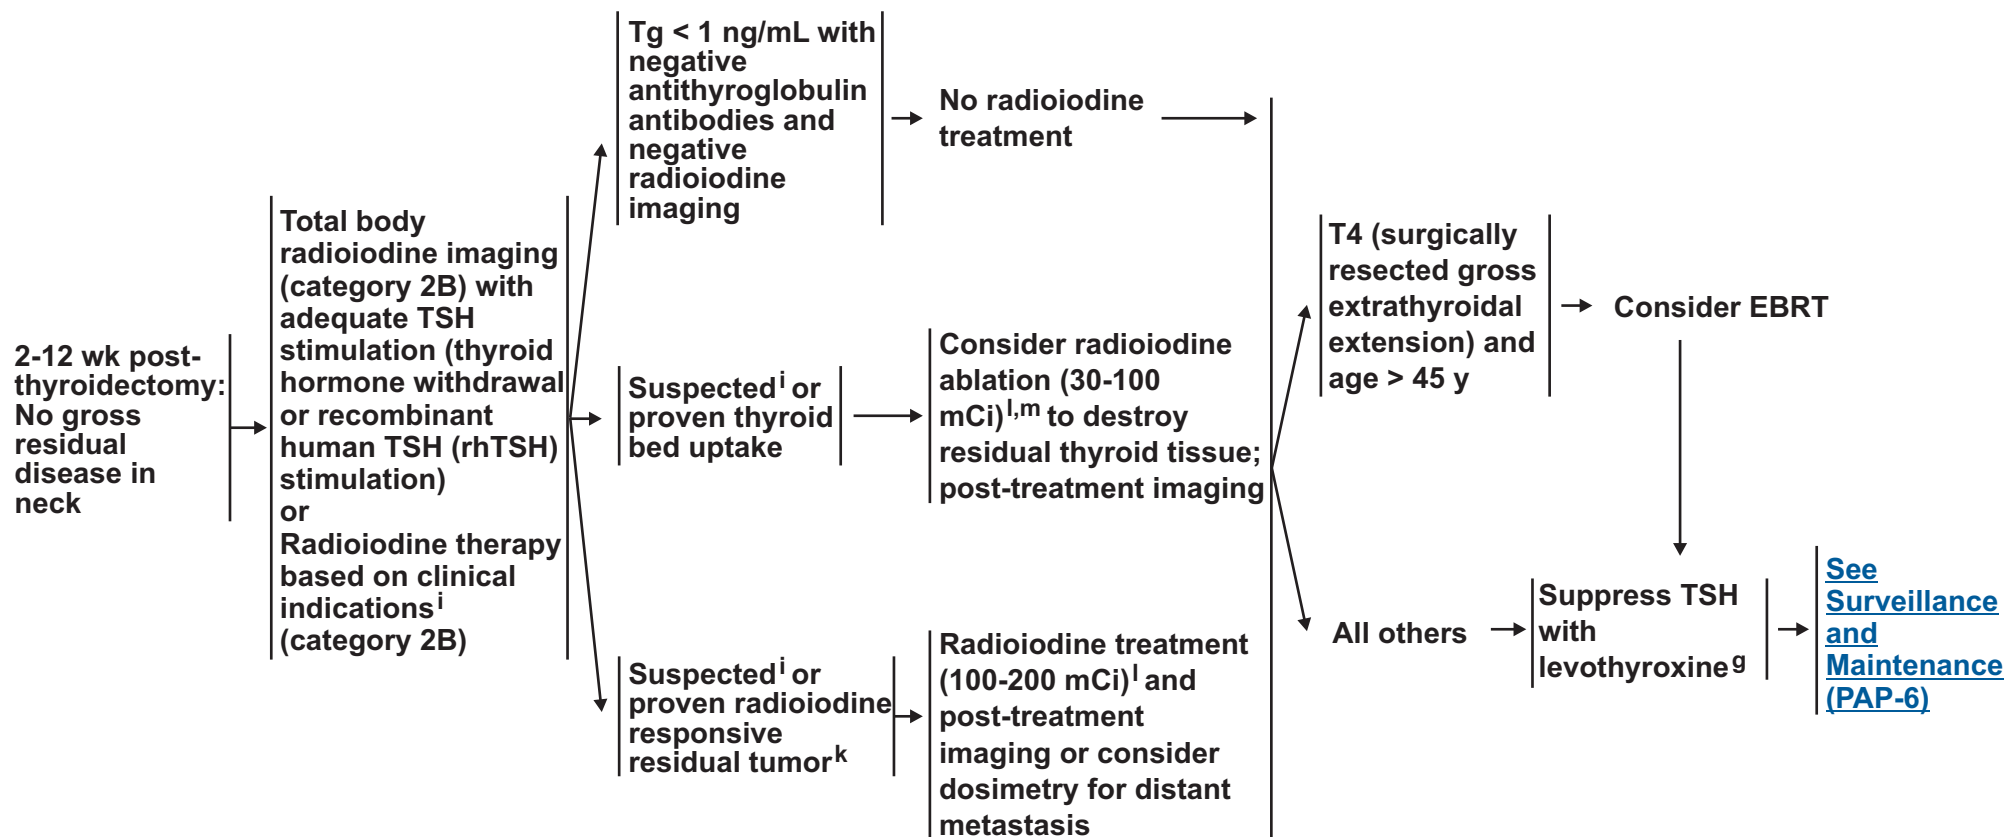 2-12 wk post-
thyroidectomy:
No gross
residual
disease in
neck
Total body
radioiodine imaging
(category 2B) with
adequate TSH
stimulation (thyroid
hormone withdrawal
or recombinant
human TSH (rhTSH)
stimulation)
or
Radioiodine therapy
based on clinical
indications i
(category 2B)
Tg < 1 ng/mL with
negative
antithyroglobulin
antibodies and
negative
radioiodine
imaging
No radioiodine
treatment
Suspected i or
proven thyroid
bed uptake
Consider radioiodine
ablation (30-100
mCi) l,m to destroy
residual thyroid tissue;
post-treatment imaging
Suspected i or
proven radioiodine
responsive
residual tumor k
Radioiodine treatment
(100-200 mCi) l and
post-treatment
imaging or consider
dosimetry for distant
metastasis
T4 (surgically
resected gross
extrathyroidal
extension) and
age > 45 y
Consider EBRT
All others
Suppress TSH
with
levothyroxine g
See
Surveillance
and
Maintenance
(PAP-6)